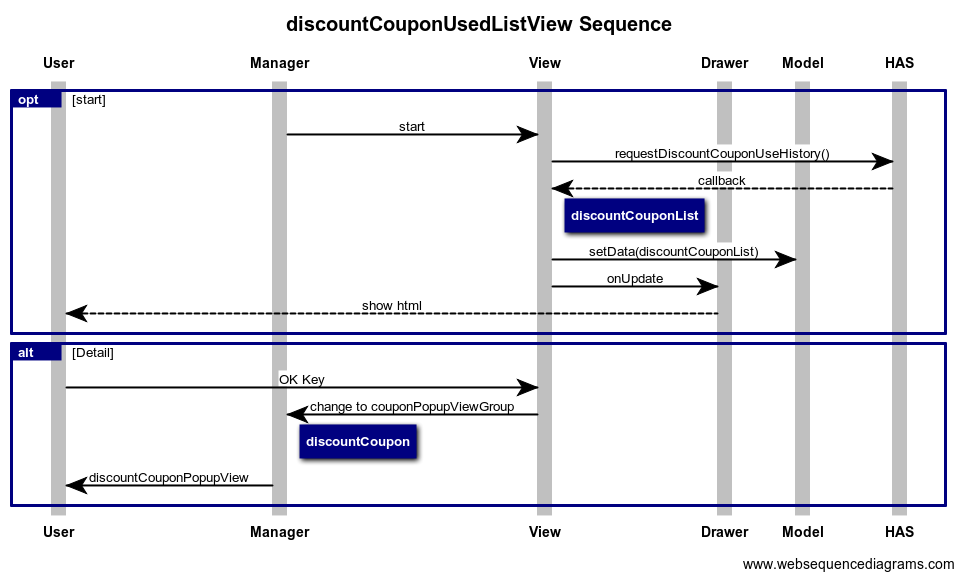 discountCouponUsedListView Sequence
User Manager View Drawer Model HAS
opt [start]
start
requestDiscountCouponUseHistory()
callback
discountCouponList
setData(discountCouponList)
onUpdate
show html
alt [Detail]
OK Key
change to couponPopupViewGroup
discountCoupon
discountCouponPopupView
User Manager View Drawer Model HAS
www.websequencediagrams.com